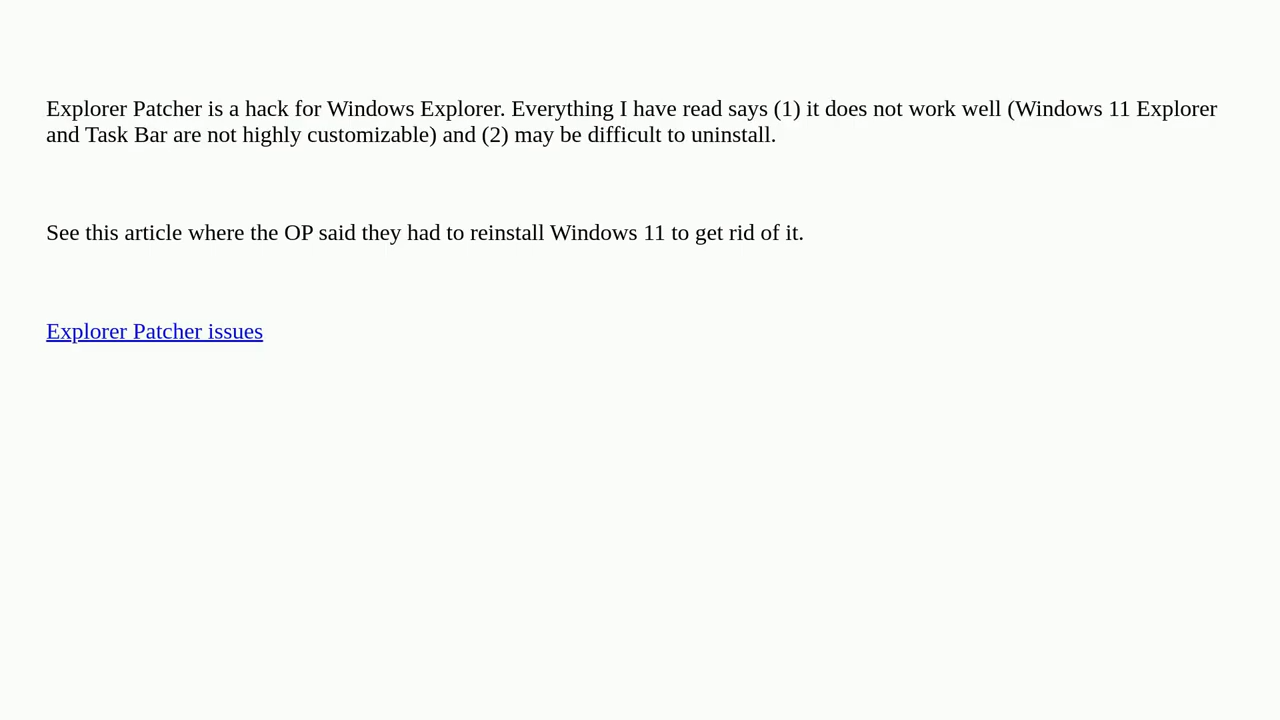 Explorer Patcher is a hack for Windows Explorer. Everything I have read says (1) it does not work well (Windows 11 Explorer
and Task Bar are not highly customizable) and (2) may be difficult to uninstall.
See this article where the OP said they had to reinstall Windows 11 to get rid of it.
Explorer Patcher issues